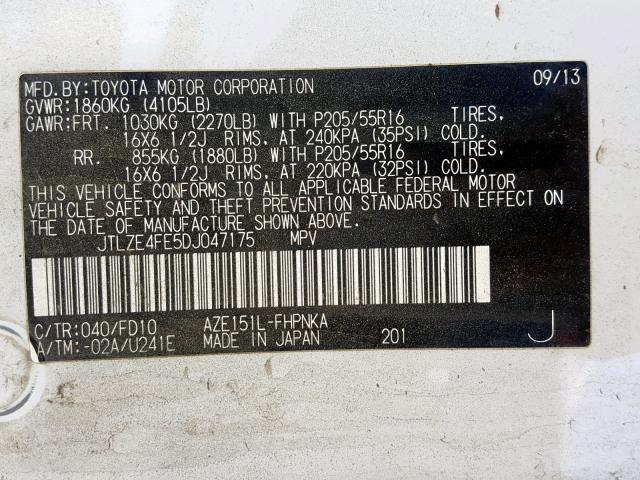 MFD.BY:TOYOTA MOTOR CORPORATION 09/13
GVWR:1860KG (4105LB)
GAWR:FRT. 1030KG (2270LB) WITH P205/55R16 TIRES,
16X6 1/2J RIMS, AT 240KPA (35PSI) COLD.
RR. 855KG (1880LB) WITH P205/55R16 TIRES,
16X6 1/2J RIMS, AT 220KPA (32PSI) COLD.
THIS VEHICLE CONFORMS TO ALL APPLICABLE FEDERAL MOTOR
VEHICLE SAFETY AND THEFT PREVENTION STANDARDS IN EFFECT ON
THE DATE OF MANUFACTURE SHOWN ABOVE.
JTLZE4FE5DJ047175 MPV
C/TR:040/FD10 AZE151L-FHPNKA
A/TM:-02A/U241E MADE IN JAPAN 201 J